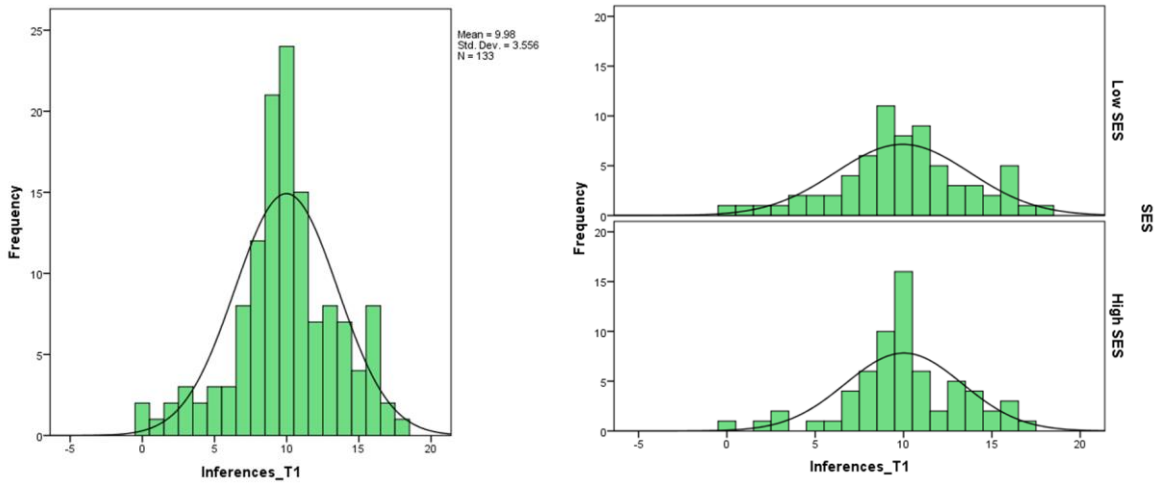 25
20
15
10
5
0
Frequency
-5 0 5 10 15 20
Inferences_T1
Mean = 9.98
Std. Dev. = 3.556
N = 133
20
15
10
5
0
Low SES
20
15
10
5
0
High SES
Frequency
SES
-5 0 5 10 15 20
Inferences_T1